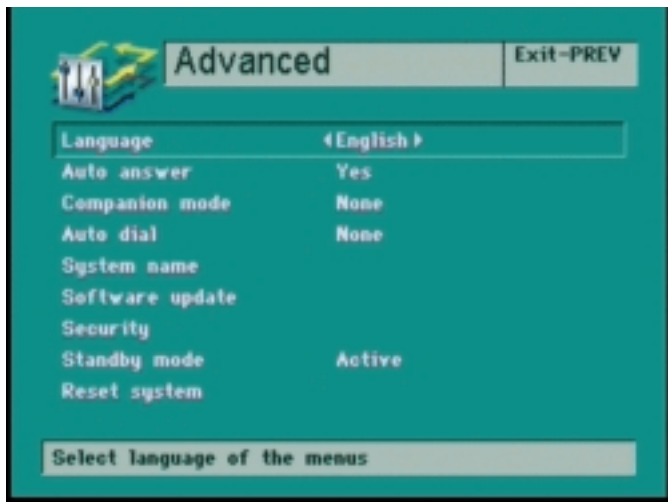 Advanced
Exit-PREV
Language ◀English▶
Auto answer Yes
Companion mode None
Auto dial None
System name
Software update
Security
Standby mode Active
Reset system
Select language of the menus